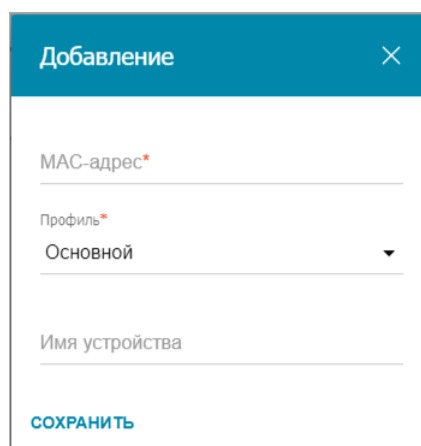 Добавление
MAC-адрес*
Профиль*
Основной
Имя устройства
СОХРАНИТЬ